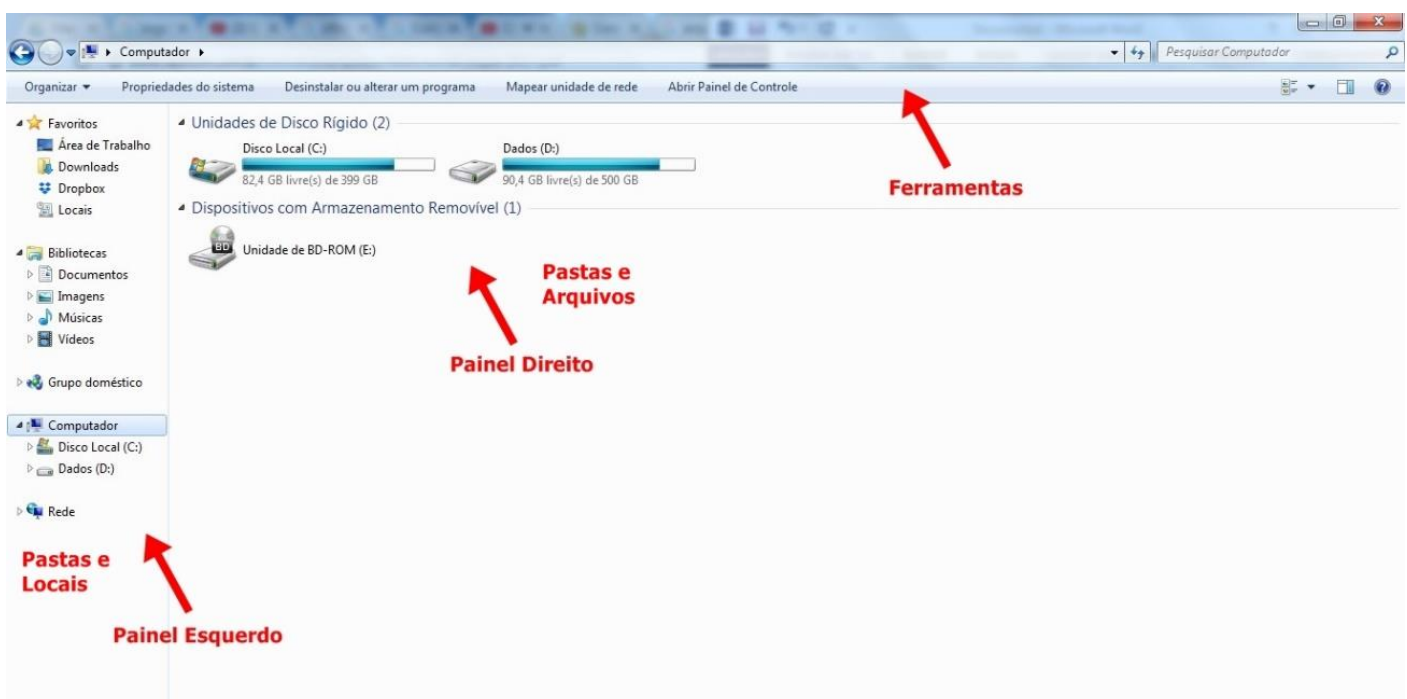 Computador
Pesquisar Computador
Organizar Propriedades do sistema Desinstalar ou alterar um programa Mapear unidade de rede Abrir Painel de Controle
Favoritos
Área de Trabalho
Downloads
Dropbox
Locais
Bibliotecas
Documentos
Imagens
Músicas
Vídeos
Grupo doméstico
Computador
Disco Local (C:)
Dados (D:)
Rede
Pastas e
Locais
Painel Esquerdo
Unidades de Disco Rígido (2)
Disco Local (C:)
82,4 GB livre(s) de 399 GB
Dados (D:)
90,4 GB livre(s) de 500 GB
Dispositivos com Armazenamento Removível (1)
BD
Unidade de BD-ROM (E:)
Pastas e
Arquivos
Painel Direito
Ferramentas